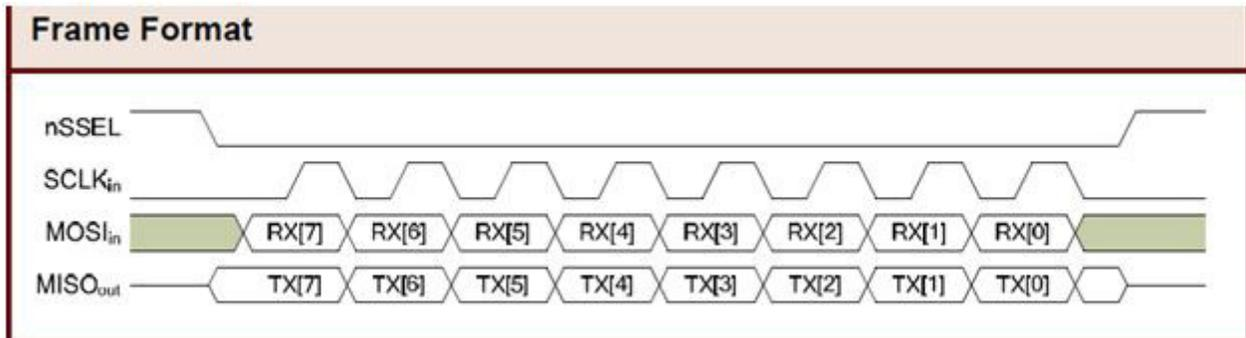 Frame Format
nSSEL
SCLKin
MOSIin RX[7] RX[6] RX[5] RX[4] RX[3] RX[2] RX[1] RX[0]
MISOout TX[7] TX[6] TX[5] TX[4] TX[3] TX[2] TX[1] TX[0]